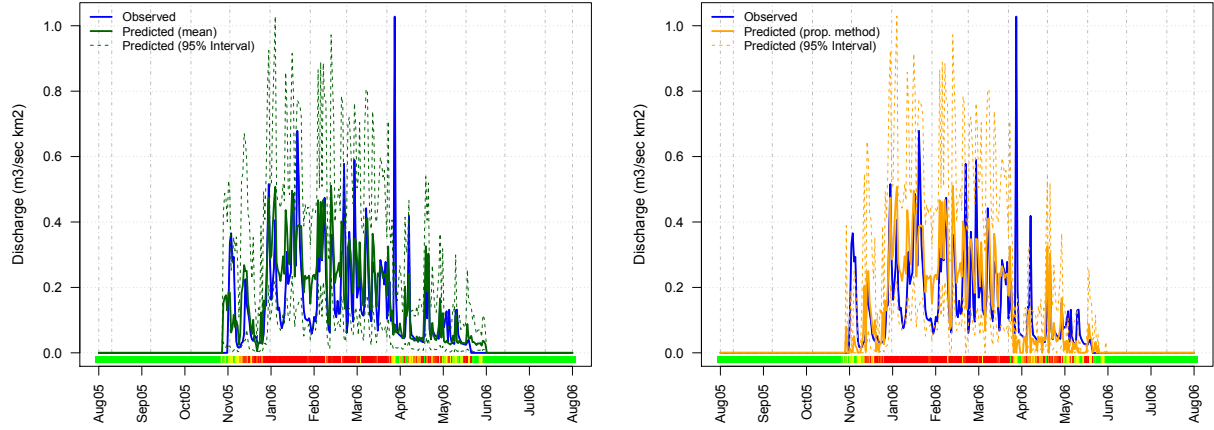 Observed
Predicted (mean)
Predicted (95% Interval)
Discharge (m3/sec km2)
1.0
0.8
0.6
0.4
0.2
0.0
Aug05
Sep05
Oct05
Nov05
Jan06
Feb06
Mar06
Apr06
May06
Jun06
Jul06
Aug06
Observed
Predicted (prop. method)
Predicted (95% Interval)
Discharge (m3/sec km2)
1.0
0.8
0.6
0.4
0.2
0.0
Aug05
Sep05
Oct05
Nov05
Jan06
Feb06
Mar06
Apr06
May06
Jun06
Jul06
Aug06